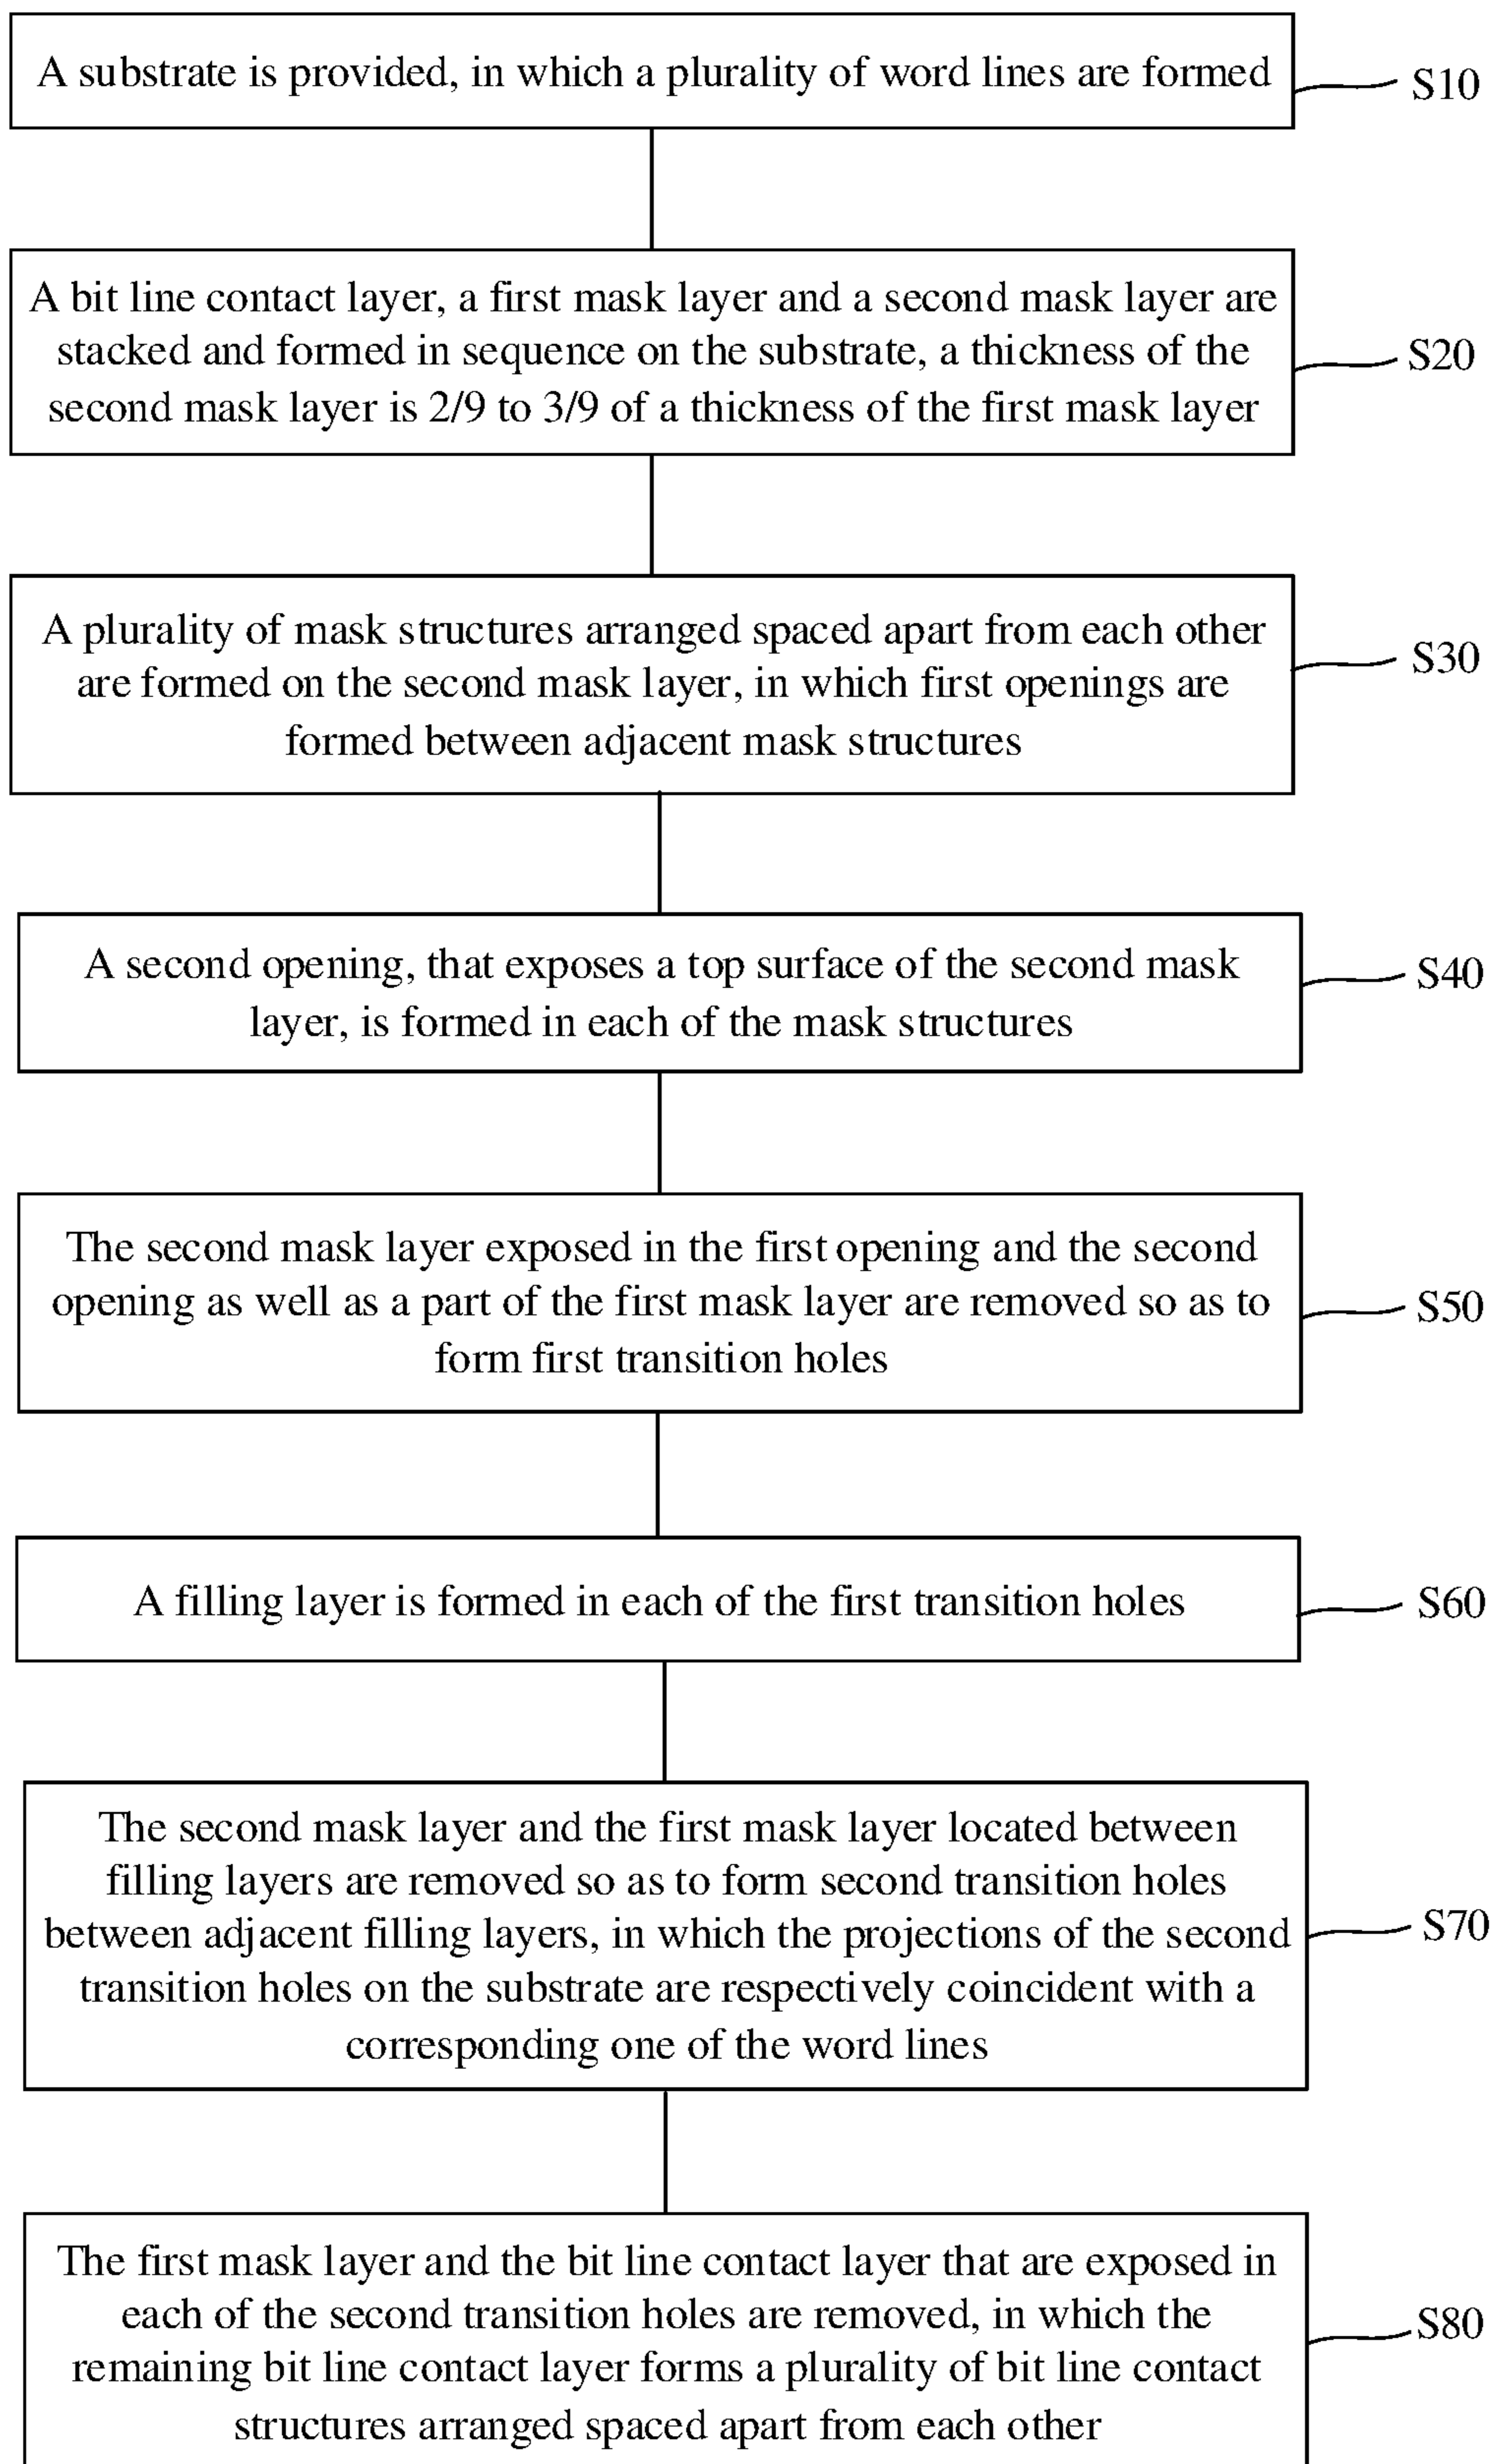 A substrate is provided, in which a plurality of word lines are formed
S10
A bit line contact layer, a first mask layer and a second mask layer are
stacked and formed in sequence on the substrate, a thickness of the
second mask layer is 2/9 to 3/9 of a thickness of the first mask layer
S20
A plurality of mask structures arranged spaced apart from each other
are formed on the second mask layer, in which first openings are
formed between adjacent mask structures
S30
A second opening, that exposes a top surface of the second mask
layer, is formed in each of the mask structures
S40
The second mask layer exposed in the first opening and the second
opening as well as a part of the first mask layer are removed so as to
form first transition holes
S50
A filling layer is formed in each of the first transition holes
S60
The second mask layer and the first mask layer located between
filling layers are removed so as to form second transition holes
between adjacent filling layers, in which the projections of the second
transition holes on the substrate are respectively coincident with a
corresponding one of the word lines
S70
The first mask layer and the bit line contact layer that are exposed in
each of the second transition holes are removed, in which the
remaining bit line contact layer forms a plurality of bit line contact
structures arranged spaced apart from each other
S80